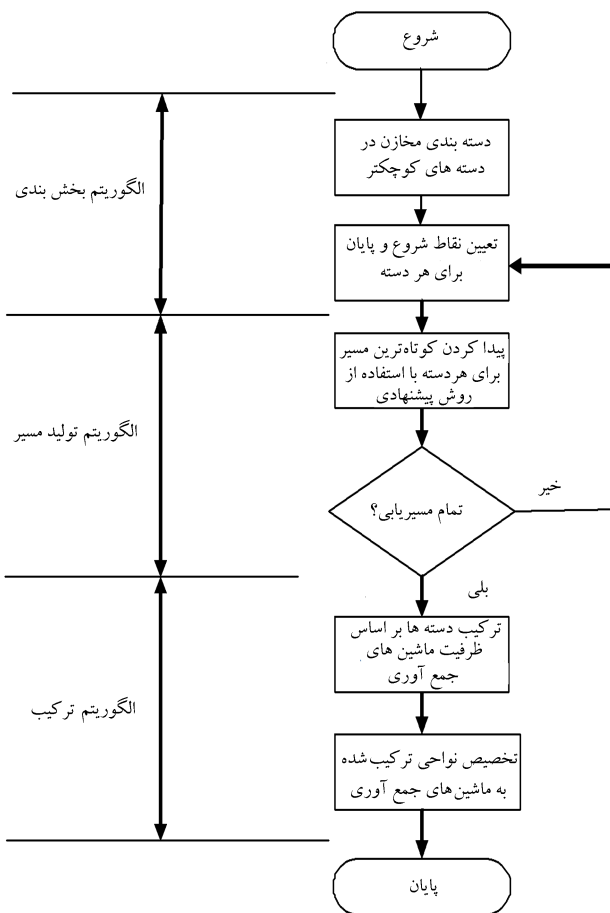 شروع
دسته بندی مخازن در
دسته های کوچکتر
الگوریتم بخش بندی
تعیین نقاط شروع و پایان
برای هر دسته
پیدا کردن کوتاه‌ترین مسیر
برای هردسته با استفاده از
روش پیشنهادی
الگوریتم تولید مسیر
تمام مسیریابی؟
خیر
بلی
ترکیب دسته ها بر اساس
ظرفیت ماشین های
جمع آوری
الگوریتم ترکیب
تخصیص نواحی ترکیب شده
به ماشین‌های جمع آوری
پایان